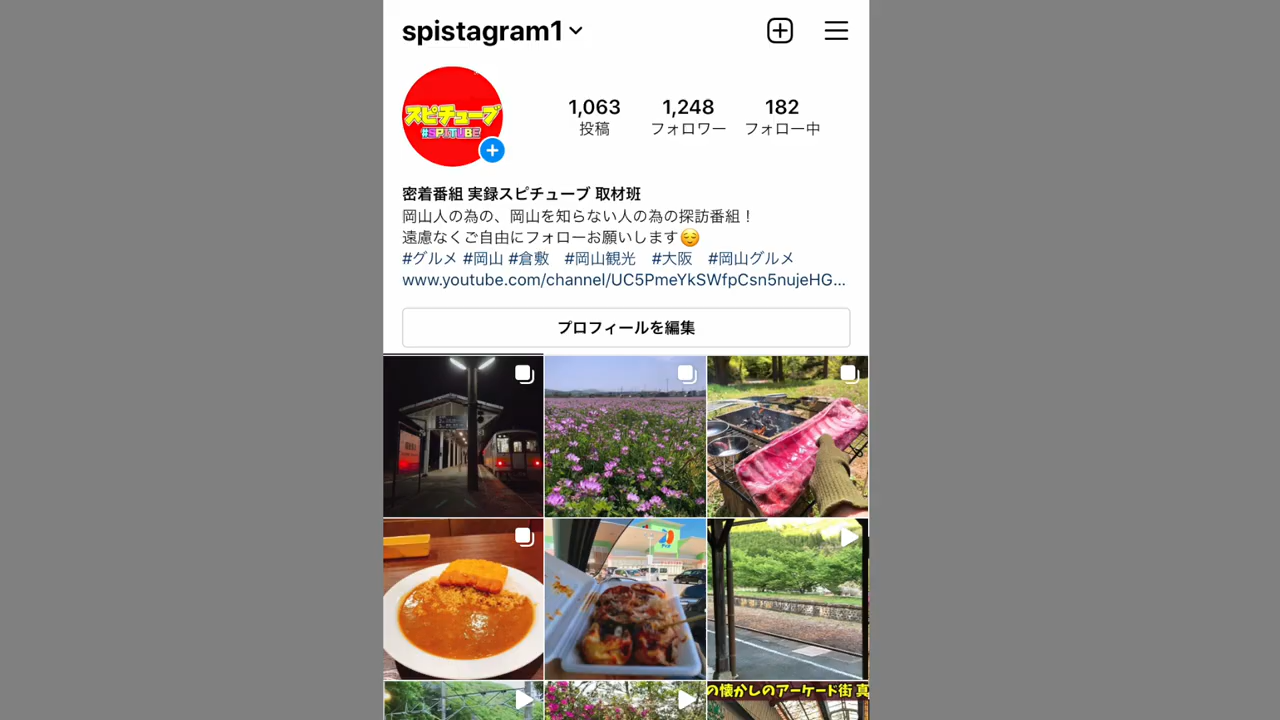 spistagram1
スピチューブ
#SPITUBE
1,063 1,248 182
投稿 フォロワー フォロー中
密着番組 実録スピチューブ 取材班
岡山人の為の、岡山を知らない人の為の探訪番組！
遠慮なくご自由にフォローお願いします😌
#グルメ #岡山 #倉敷　#岡山観光　#大阪　#岡山グルメ
www.youtube.com/channel/UC5PmeYkSWfpCsn5nujeHG...
プロフィールを編集
の懐かしのアーケード街 真